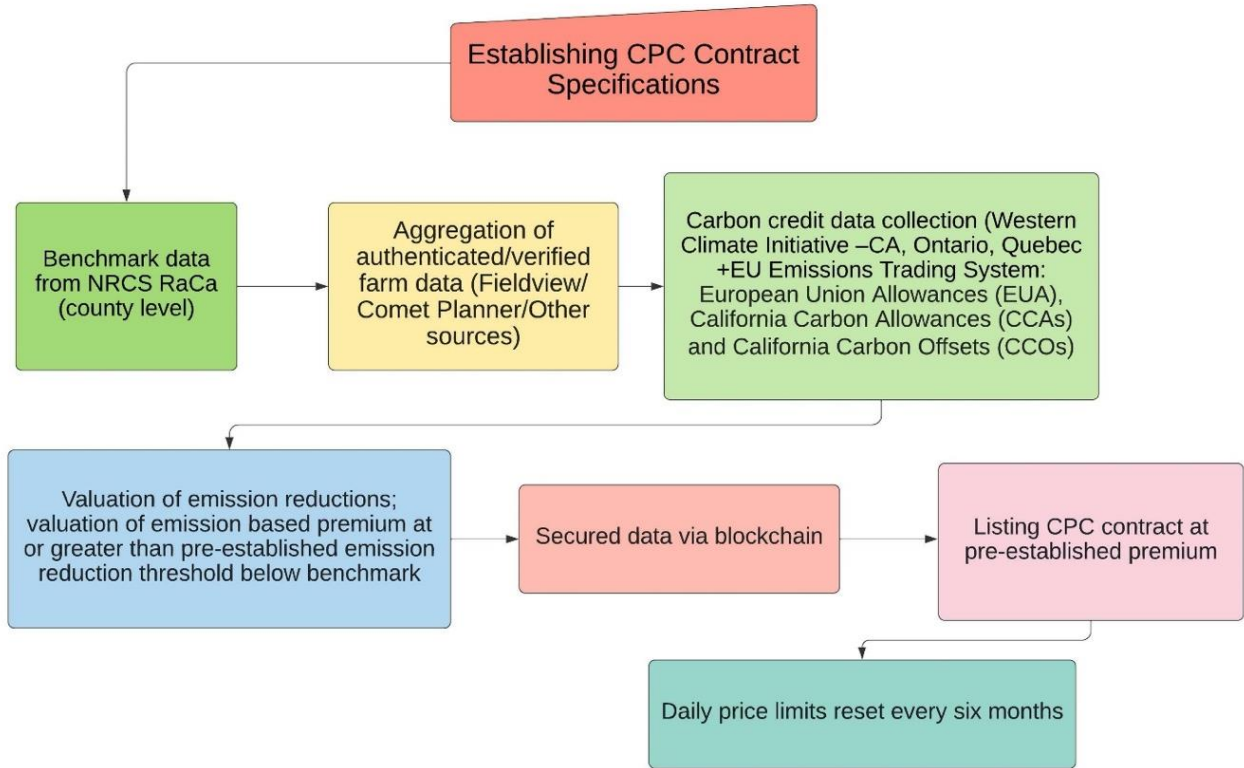 Establishing CPC Contract
Specifications
Benchmark data
from NRCS RaCa
(county level)
Aggregation of
authenticated/verified
farm data (Fieldview/
Comet Planner/Other
sources)
Carbon credit data collection (Western
Climate Initiative –CA, Ontario, Quebec
+EU Emissions Trading System:
European Union Allowances (EUA),
California Carbon Allowances (CCAs)
and California Carbon Offsets (CCOs)
Valuation of emission reductions;
valuation of emission based premium at
or greater than pre-established emission
reduction threshold below benchmark
Secured data via blockchain
Listing CPC contract at
pre-established premium
Daily price limits reset every six months